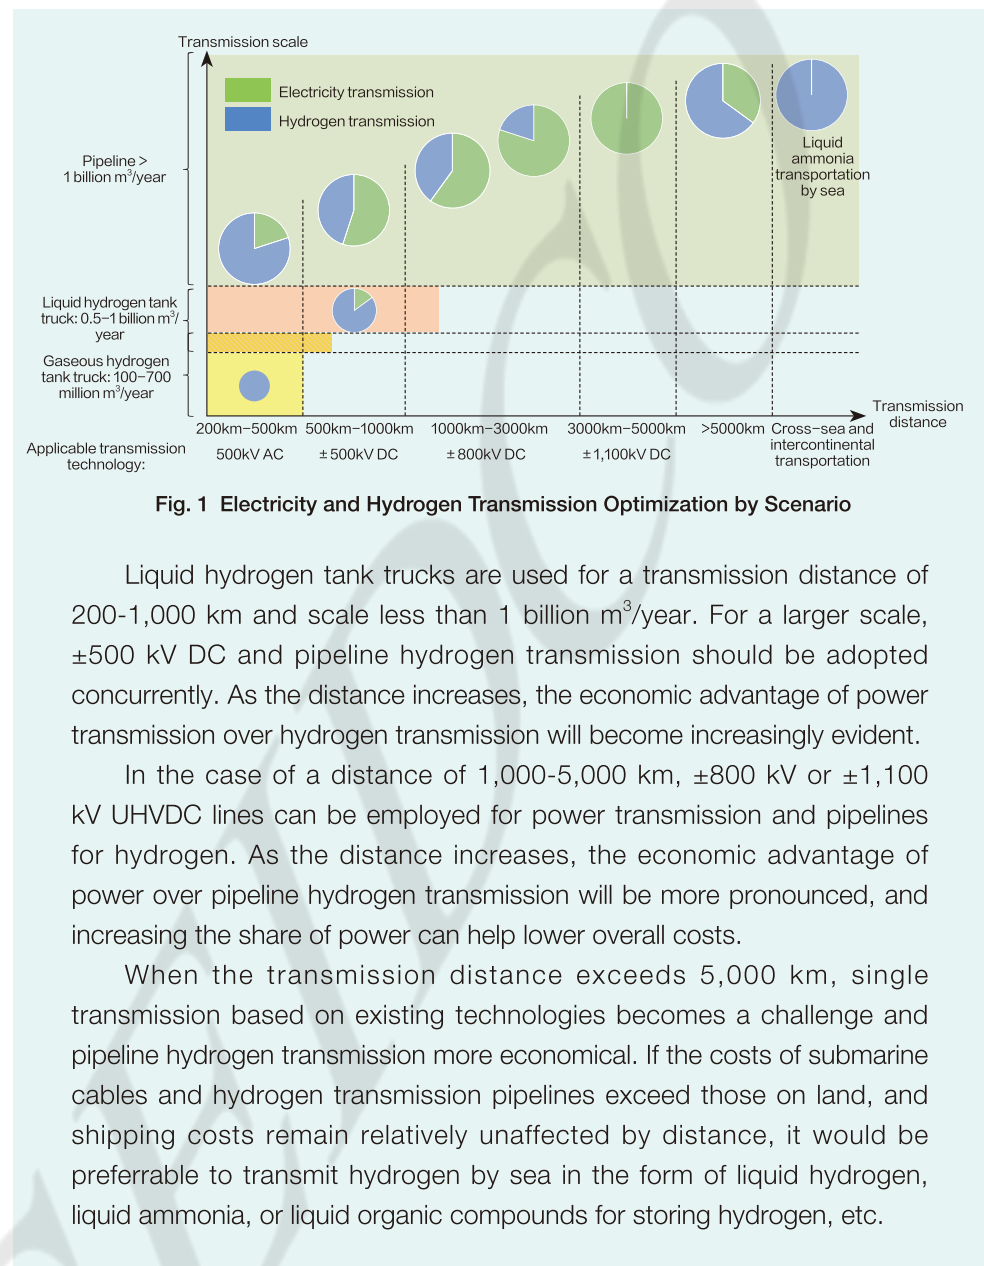 Transmission scale
Electricity transmission
Hydrogen transmission
Pipeline >
1 billion m³/year
Liquid
ammonia
transportation
by sea
Liquid hydrogen tank
truck: 0.5–1 billion m³/
year
Gaseous hydrogen
tank truck: 100–700
million m³/year
Transmission
distance
200km–500km 500km–1000km 1000km–3000km 3000km–5000km >5000km Cross-sea and
intercontinental
transportation
Applicable transmission
technology:
500kV AC ±500kV DC ±800kV DC ±1,100kV DC
Fig. 1 Electricity and Hydrogen Transmission Optimization by Scenario
Liquid hydrogen tank trucks are used for a transmission distance of
200-1,000 km and scale less than 1 billion m³/year. For a larger scale,
±500 kV DC and pipeline hydrogen transmission should be adopted
concurrently. As the distance increases, the economic advantage of power
transmission over hydrogen transmission will become increasingly evident.
In the case of a distance of 1,000-5,000 km, ±800 kV or ±1,100
kV UHVDC lines can be employed for power transmission and pipelines
for hydrogen. As the distance increases, the economic advantage of
power over pipeline hydrogen transmission will be more pronounced, and
increasing the share of power can help lower overall costs.
When the transmission distance exceeds 5,000 km, single
transmission based on existing technologies becomes a challenge and
pipeline hydrogen transmission more economical. If the costs of submarine
cables and hydrogen transmission pipelines exceed those on land, and
shipping costs remain relatively unaffected by distance, it would be
preferrable to transmit hydrogen by sea in the form of liquid hydrogen,
liquid ammonia, or liquid organic compounds for storing hydrogen, etc.